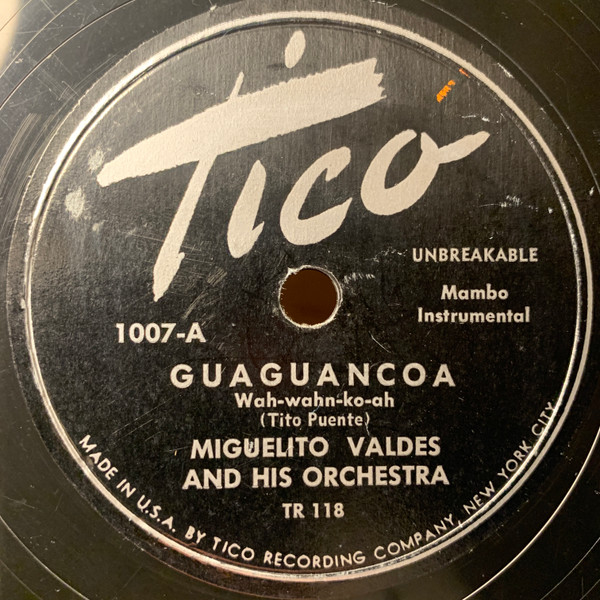 Tico
UNBREAKABLE
Mambo
Instrumental
1007-A
GUAGUANCOA
Wah-wahn-ko-ah
(Tito Puente)
MIGUELITO VALDES
AND HIS ORCHESTRA
TR 118
MADE IN U.S.A. BY TICO RECORDING COMPANY, NEW YORK CITY